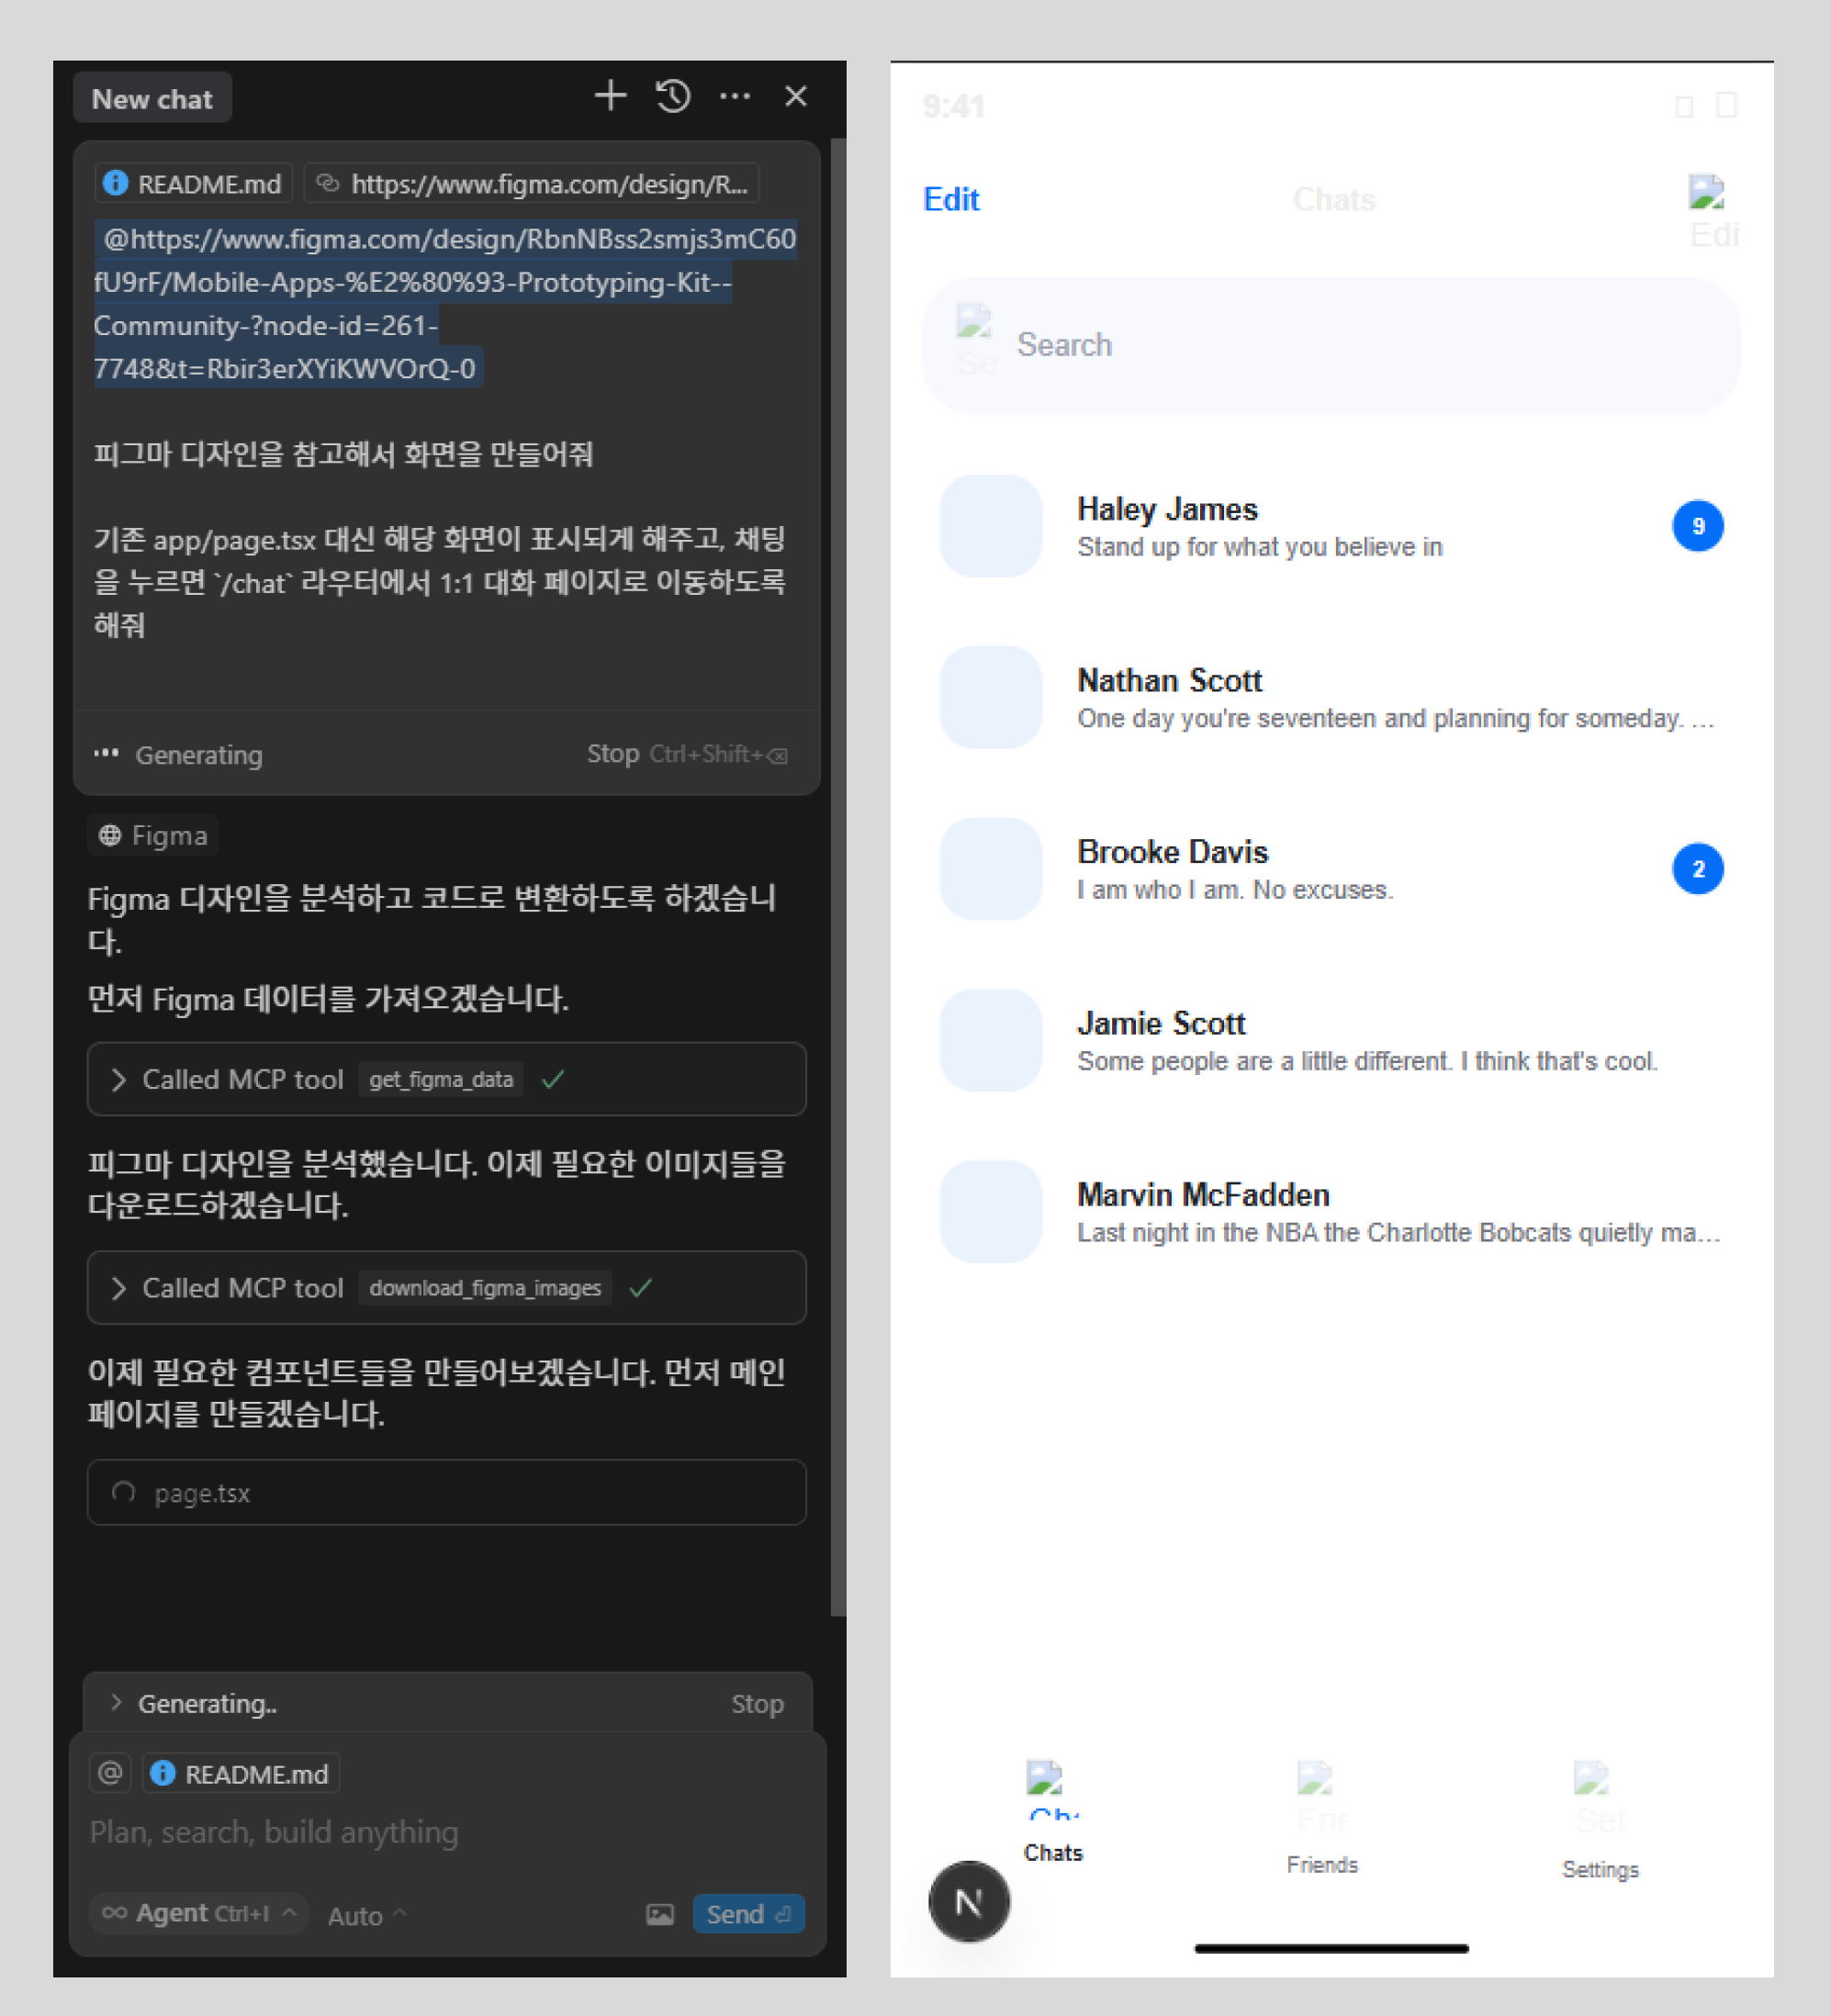 New chat
README.md
https://www.figma.com/design/R...
@https://www.figma.com/design/RbnNBss2smjs3mC60
fU9rF/Mobile-Apps-%E2%80%93-Prototyping-Kit--
Community-?node-id=261-
7748&t=Rbir3erXYiKWVOrQ-0
피그마 디자인을 참고해서 화면을 만들어줘
기존 app/page.tsx 대신 해당 화면이 표시되게 해주고, 채팅
을 누르면 `/chat` 라우터에서 1:1 대화 페이지로 이동하도록
해줘
Generating
Stop Ctrl+Shift+⌫
Figma
Figma 디자인을 분석하고 코드로 변환하도록 하겠습니
다.
먼저 Figma 데이터를 가져오겠습니다.
Called MCP tool get_figma_data
피그마 디자인을 분석했습니다. 이제 필요한 이미지들을
다운로드하겠습니다.
Called MCP tool download_figma_images
이제 필요한 컴포넌트들을 만들어보겠습니다. 먼저 메인
페이지를 만들겠습니다.
page.tsx
Generating..
Stop
@
README.md
Plan, search, build anything
Agent Ctrl+I
Auto
Send
9:41
Edit
Chats
Edi
Se
Search
Haley James
Stand up for what you believe in
9
Nathan Scott
One day you're seventeen and planning for someday. ...
Brooke Davis
I am who I am. No excuses.
2
Jamie Scott
Some people are a little different. I think that's cool.
Marvin McFadden
Last night in the NBA the Charlotte Bobcats quietly ma...
Frie
Set
Chats
Friends
Settings
N